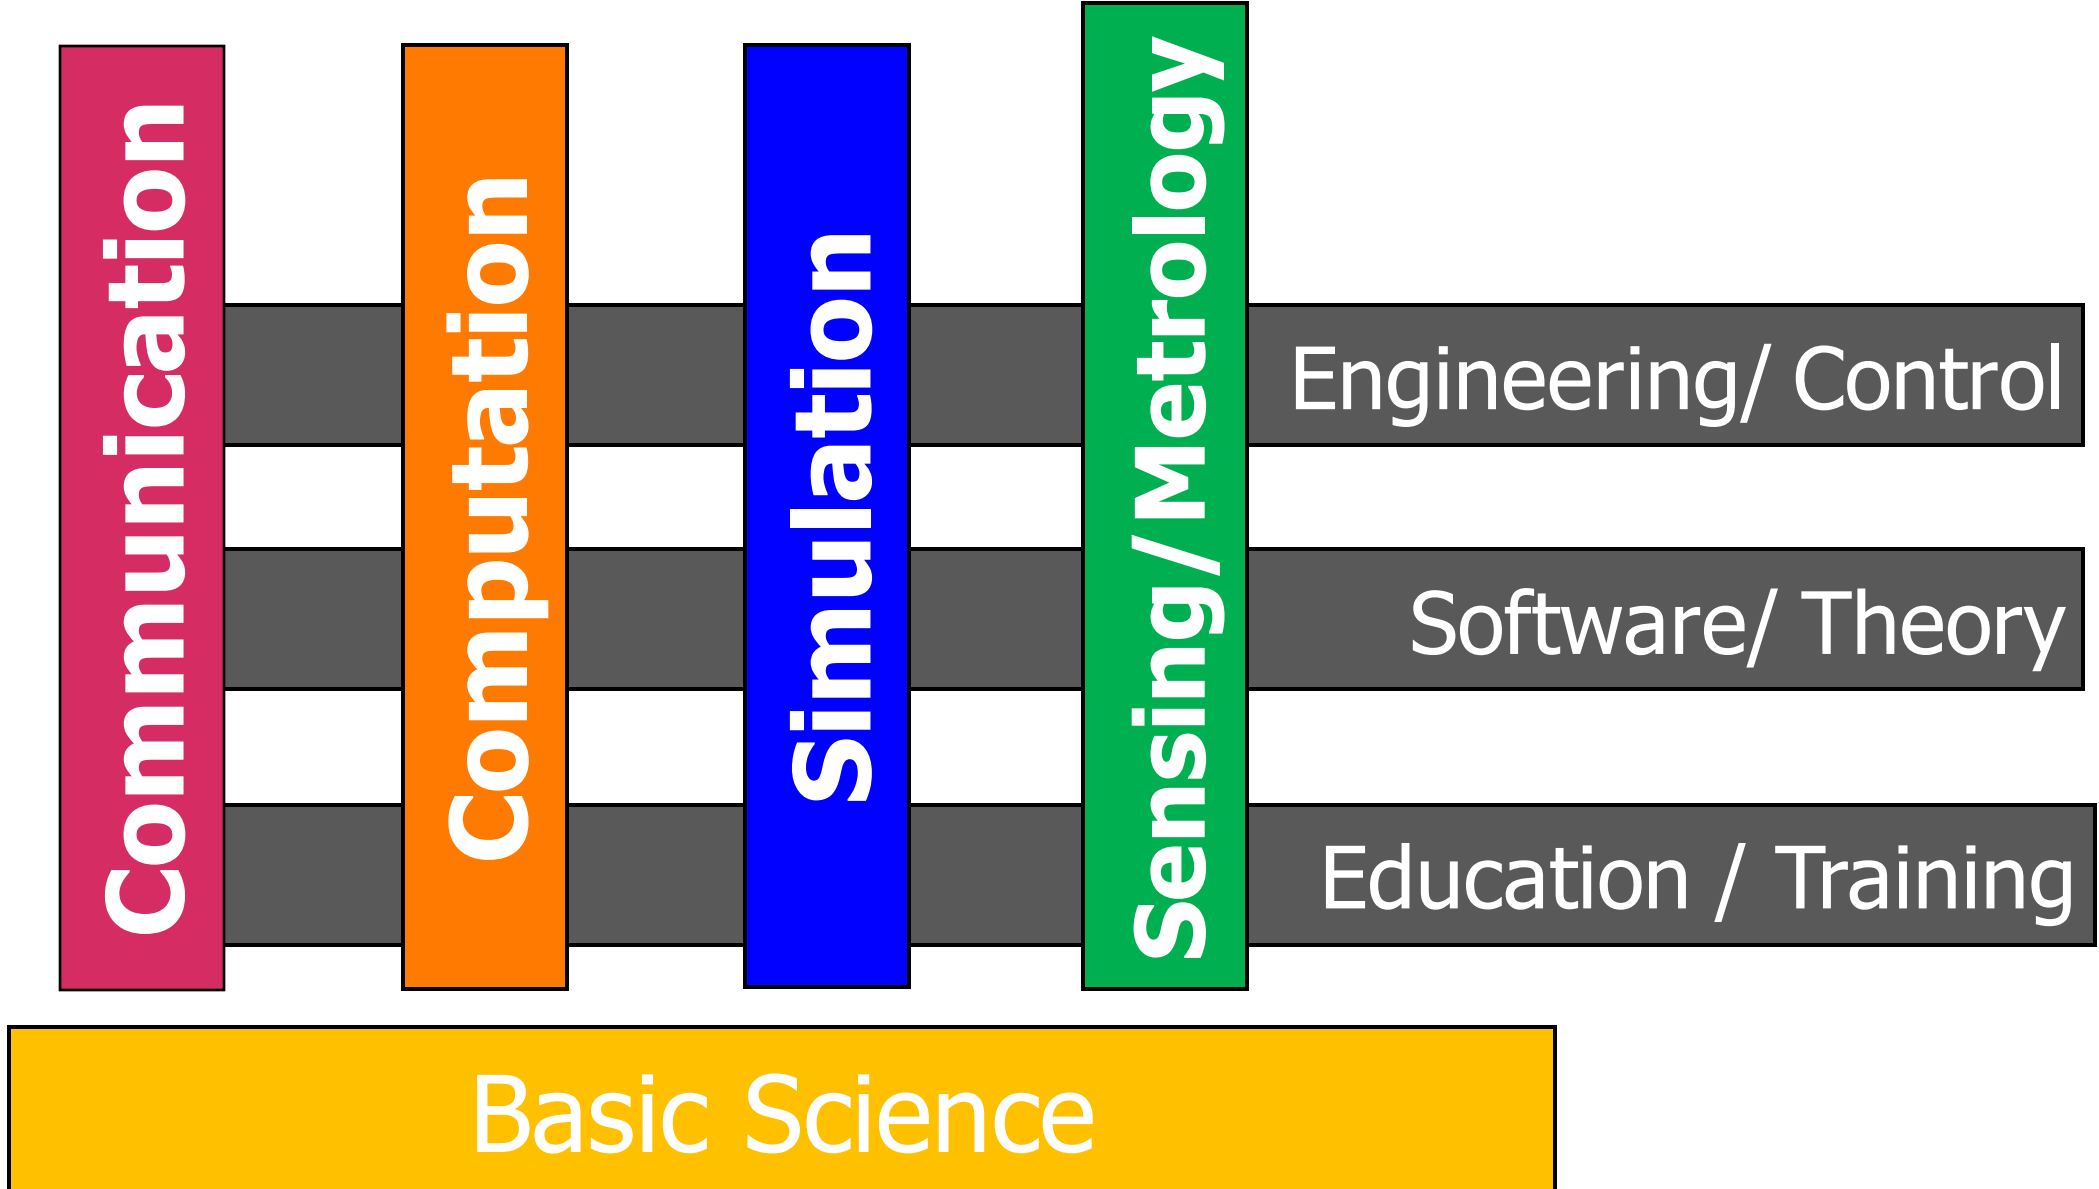 Communication
Computation
Simulation
Sensing/Metrology
Engineering/ Control
Software/ Theory
Education / Training
Basic Science